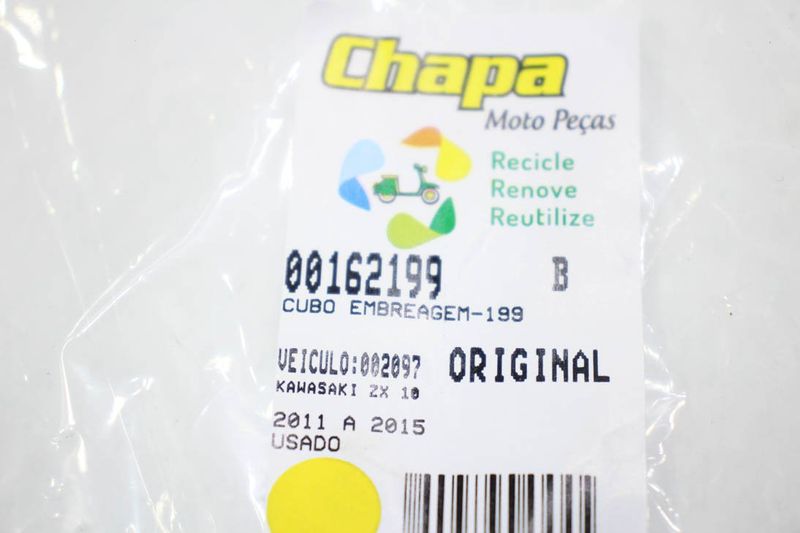 Chapa
Moto Peças
Recicle
Renove
Reutilize
00162199 B
CUBO EMBREAGEM-199
VEICULO:002097 ORIGINAL
KAWASAKI ZX 10
2011 A 2015
USADO